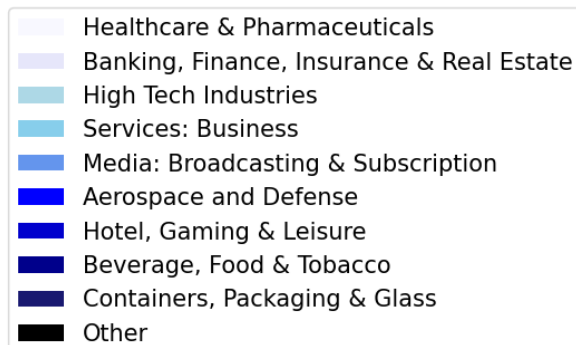 Healthcare & Pharmaceuticals
Banking, Finance, Insurance & Real Estate
High Tech Industries
Services: Business
Media: Broadcasting & Subscription
Aerospace and Defense
Hotel, Gaming & Leisure
Beverage, Food & Tobacco
Containers, Packaging & Glass
Other